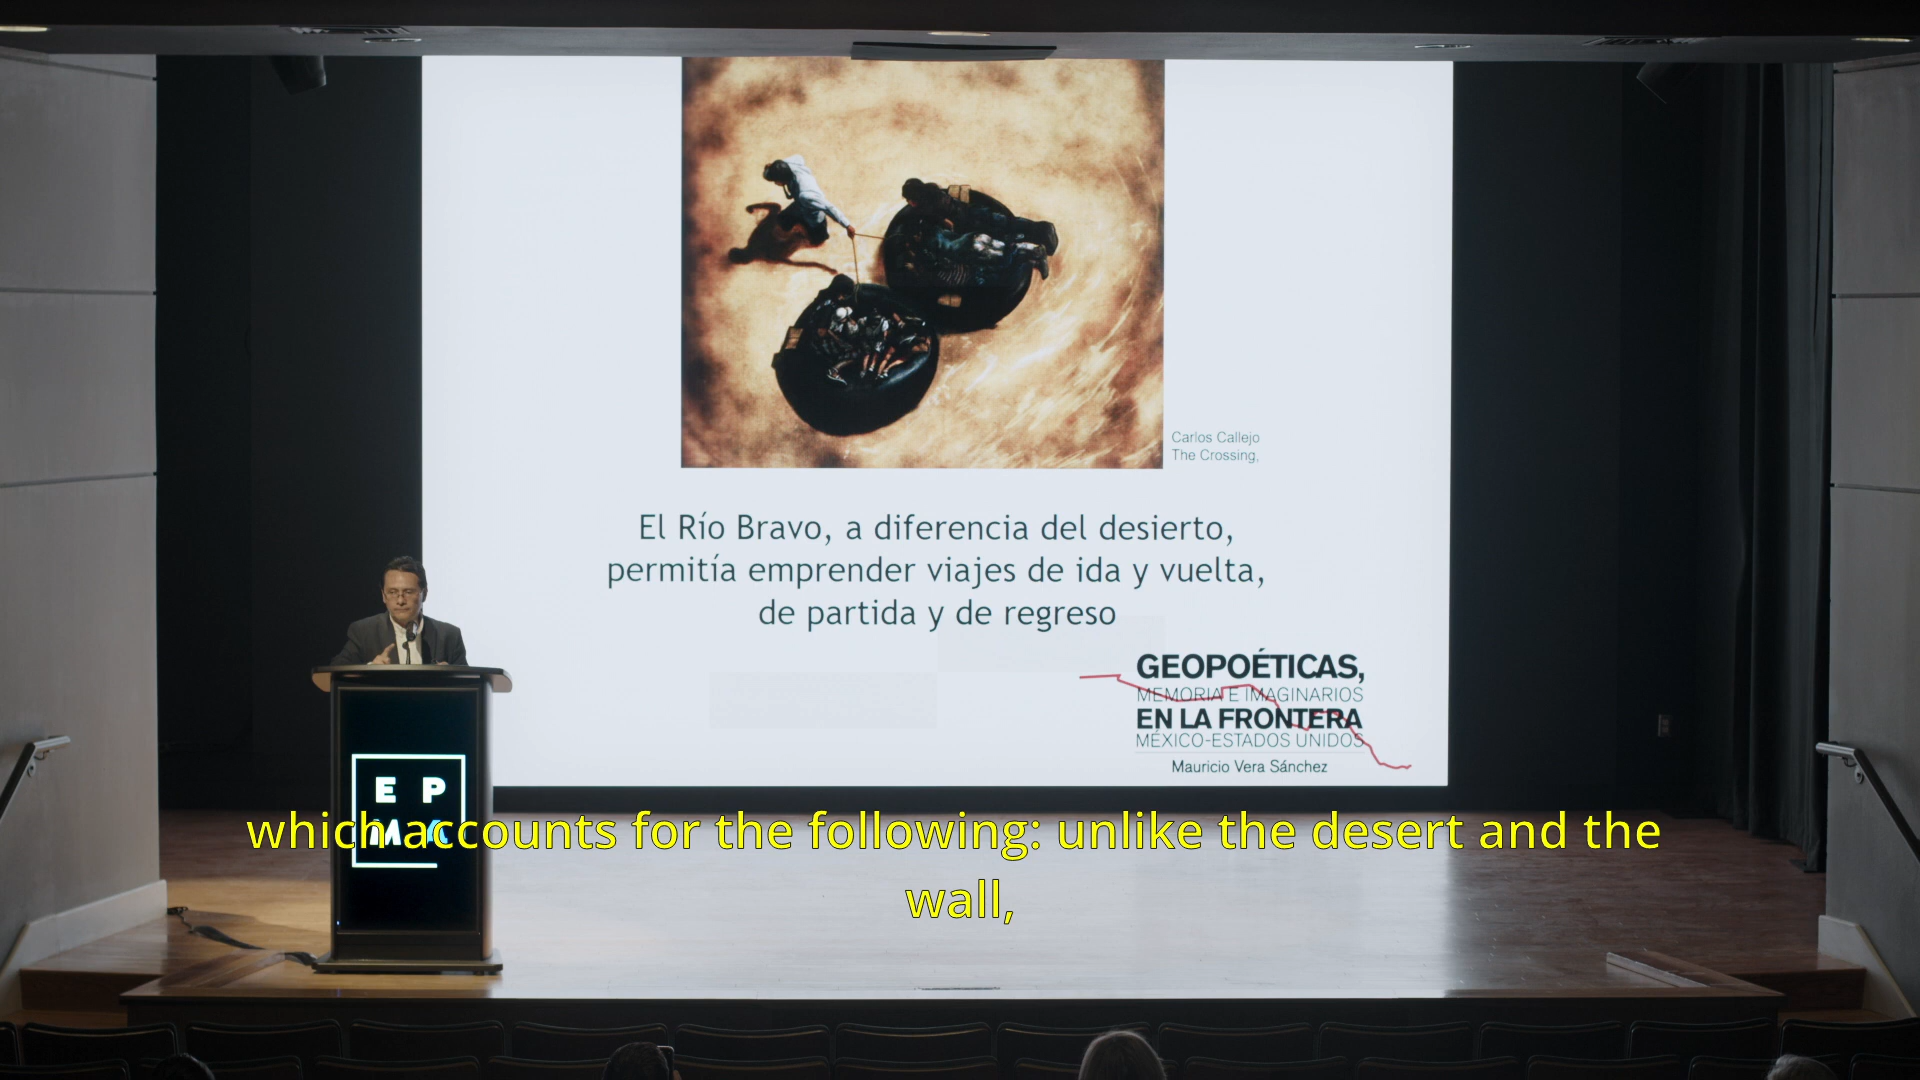 Carlos Callejo
The Crossing,
El Río Bravo, a diferencia del desierto,
permitía emprender viajes de ida y vuelta,
de partida y de regreso
GEOPOÉTICAS,
MEMORIA E IMAGINARIOS
EN LA FRONTERA
MÉXICO-ESTADOS UNIDOS
Mauricio Vera Sánchez
E P
M A
which accounts for the following: unlike the desert and the
wall,